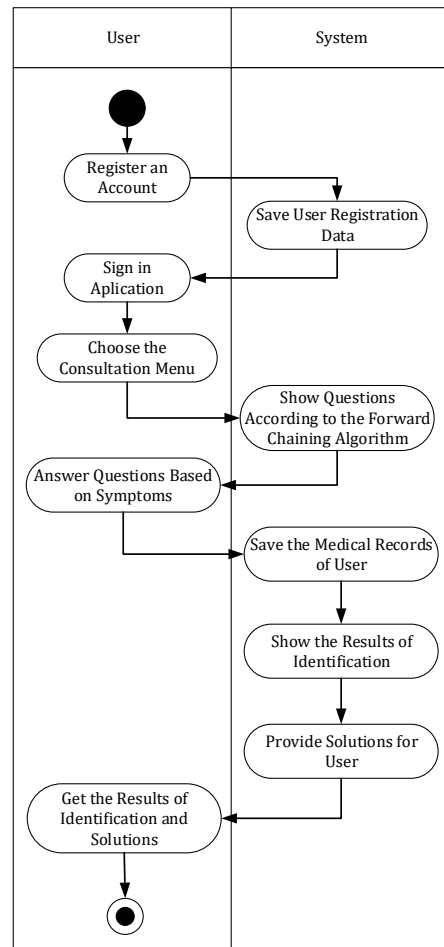 User
System
Register an
Account
Save User Registration
Data
Sign in
Aplication
Choose the
Consultation Menu
Show Questions
According to the Forward
Chaining Algorithm
Answer Questions Based
on Symptoms
Save the Medical Records
of User
Show the Results of
Identification
Provide Solutions for
User
Get the Results of
Identification and
Solutions